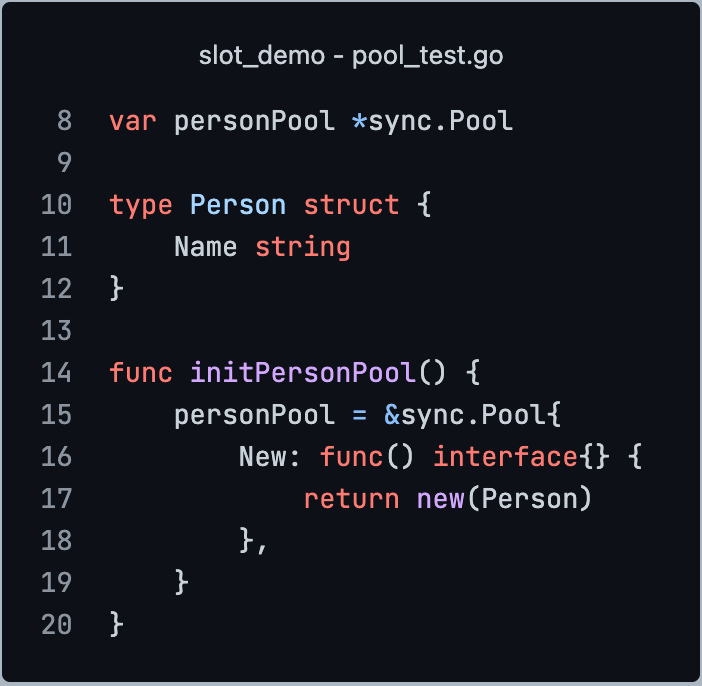 slot_demo - pool_test.go
8 var personPool *sync.Pool
9
10 type Person struct {
11     Name string
12 }
13
14 func initPersonPool() {
15     personPool = &sync.Pool{
16         New: func() interface{} {
17             return new(Person)
18         },
19     }
20 }